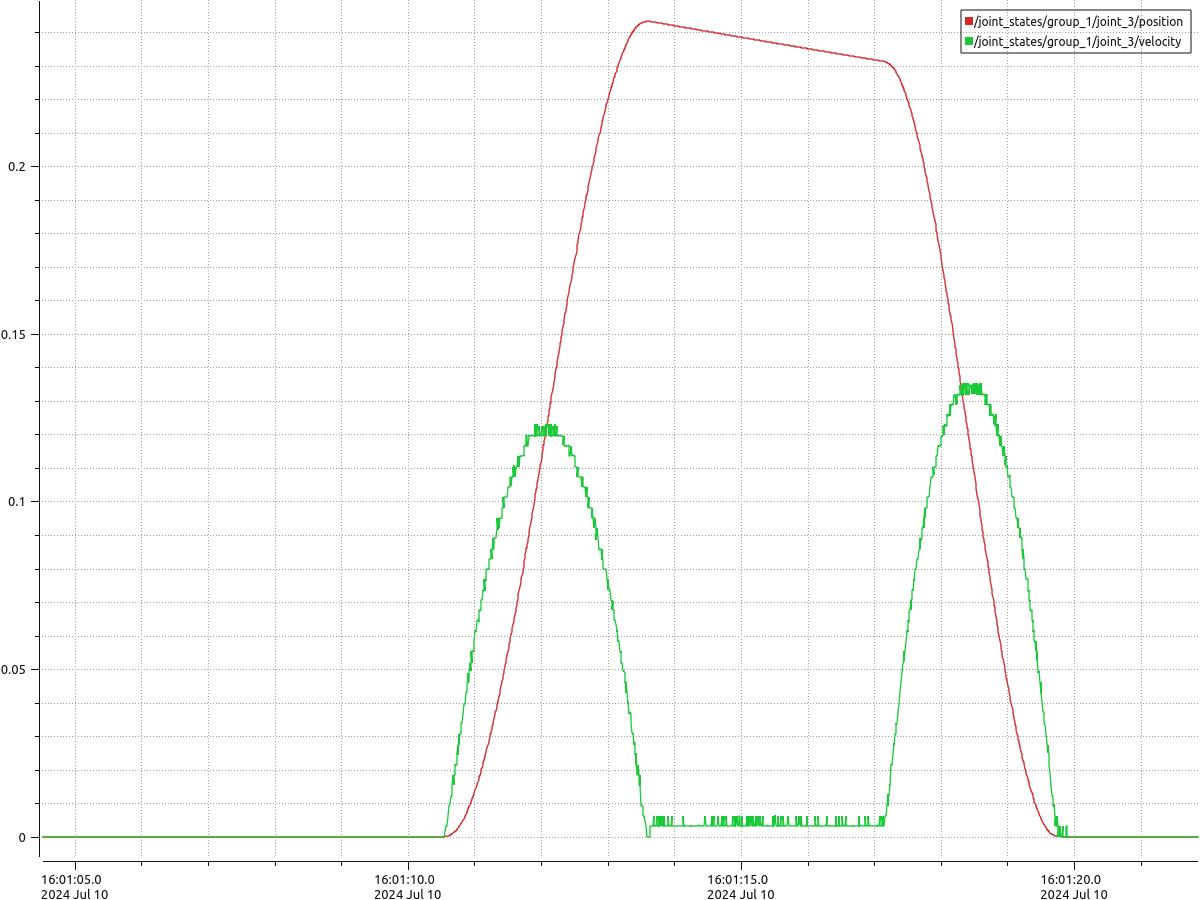 /joint_states/group_1/joint_3/position
/joint_states/group_1/joint_3/velocity
0.2
0.15
0.1
0.05
0
16:01:05.0
2024 Jul 10
16:01:10.0
2024 Jul 10
16:01:15.0
2024 Jul 10
16:01:20.0
2024 Jul 10